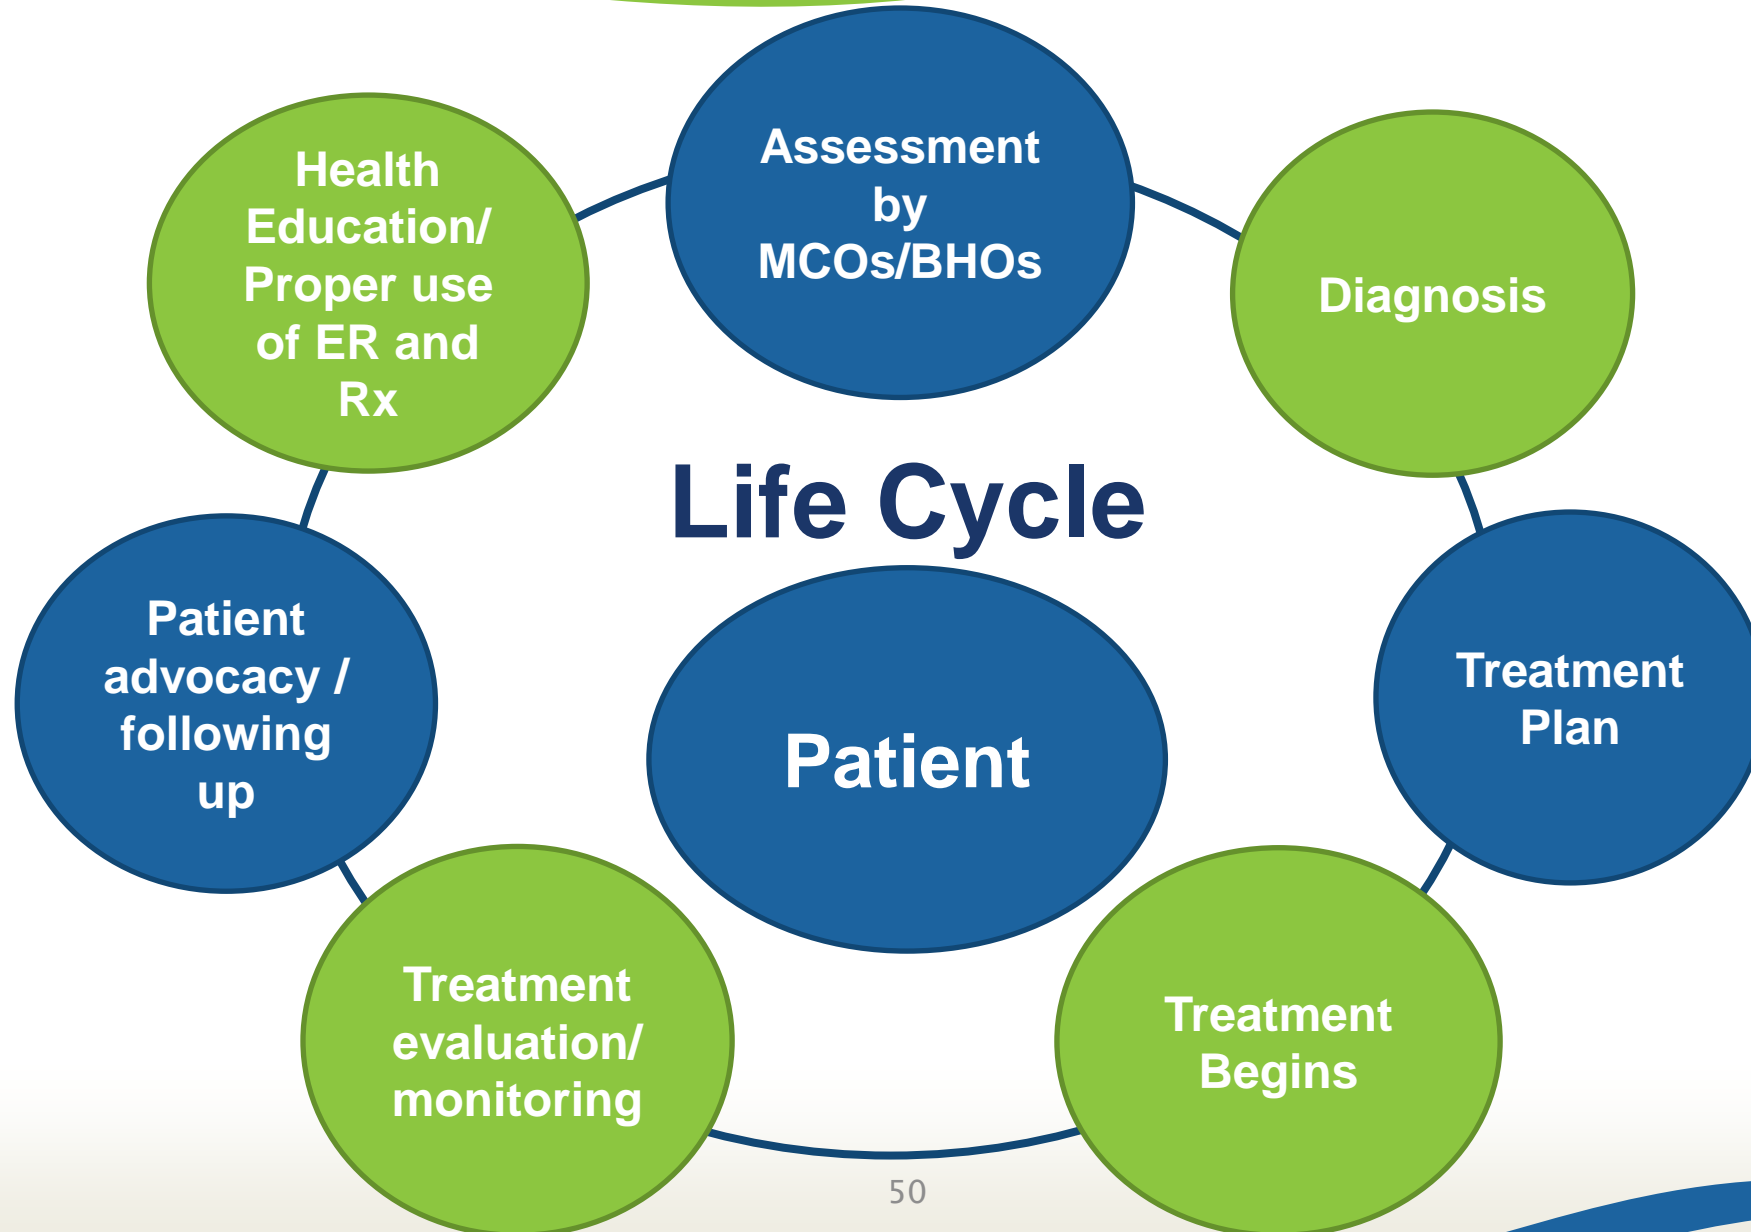 Assessment
by
MCOs/BHOs
Diagnosis
Treatment
Plan
Treatment
Begins
Treatment
evaluation/
monitoring
Patient
advocacy /
following
up
Health
Education/
Proper use
of ER and
Rx
Life Cycle
Patient
50